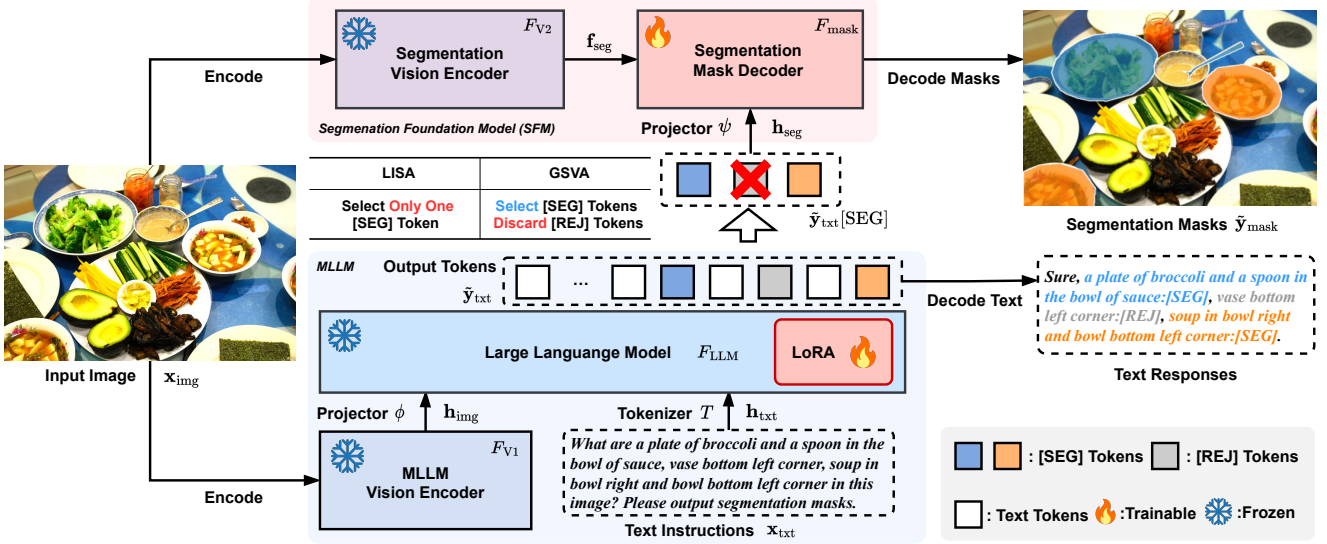 F_V2
Segmentation
Vision Encoder
f_seg
F_mask
Segmentation
Mask Decoder
Encode
Decode Masks
Segmenation Foundation Model (SFM)
Projector ψ
h_seg
LISA
GSVA
Select Only One
[SEG] Token
Select [SEG] Tokens
Discard [REJ] Tokens
ỹ_txt[SEG]
Segmentation Masks ỹ_mask
MLLM
Output Tokens
ỹ_txt
...
Decode Text
Sure, a plate of broccoli and a spoon in
the bowl of sauce:[SEG], vase bottom
left corner:[REJ], soup in bowl right
and bowl bottom left corner:[SEG].
Text Responses
Large Languange Model F_LLM
LoRA
Input Image x_img
Projector ϕ
h_img
Tokenizer T
h_txt
F_V1
MLLM
Vision Encoder
Encode
What are a plate of broccoli and a spoon in the
bowl of sauce, vase bottom left corner, soup in
bowl right and bowl bottom left corner in this
image? Please output segmentation masks.
Text Instructions x_txt
: [SEG] Tokens
: [REJ] Tokens
: Text Tokens
:Trainable
:Frozen